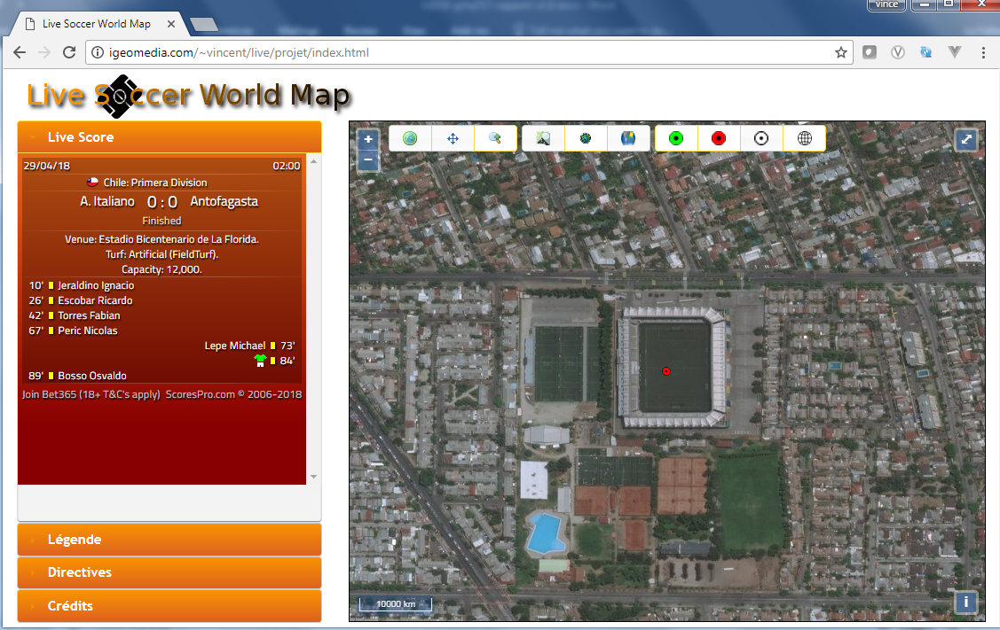 vince
Live Soccer World Map
igeomedia.com/~vincent/live/projet/index.html
Live Soccer World Map
Live Score
29/04/18 02:00
Chile: Primera Division
A. Italiano 0 : 0 Antofagasta
Finished
Venue: Estadio Bicentenario de La Florida.
Turf: Artificial (FieldTurf).
Capacity: 12,000.
10' Jeraldino Ignacio
26' Escobar Ricardo
42' Torres Fabian
67' Peric Nicolas
Lepe Michael 73'
84'
89' Bosso Osvaldo
Join Bet365 (18+ T&C's apply) ScoresPro.com © 2006-2018
Légende
Directives
Crédits
+
−
10000 km
i